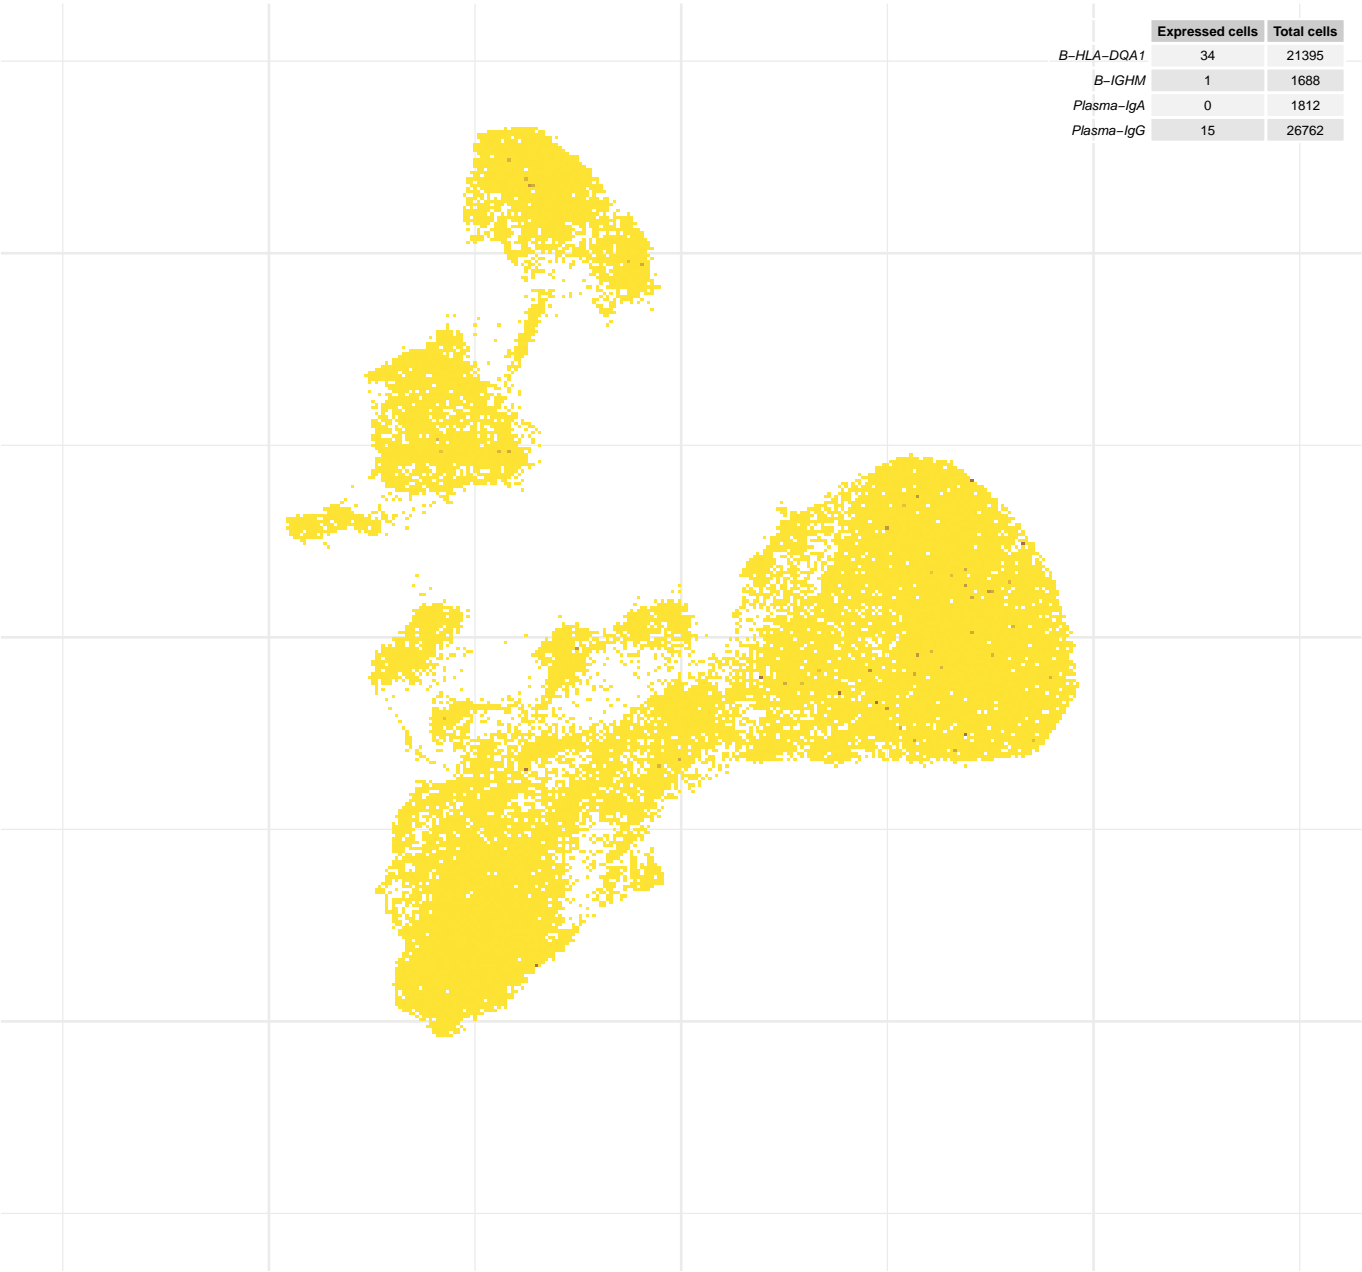 Expressed cells Total cells
B−HLA−DQA1 34 21395
B−IGHM 1 1688
Plasma−IgA 0 1812
Plasma−IgG 15 26762